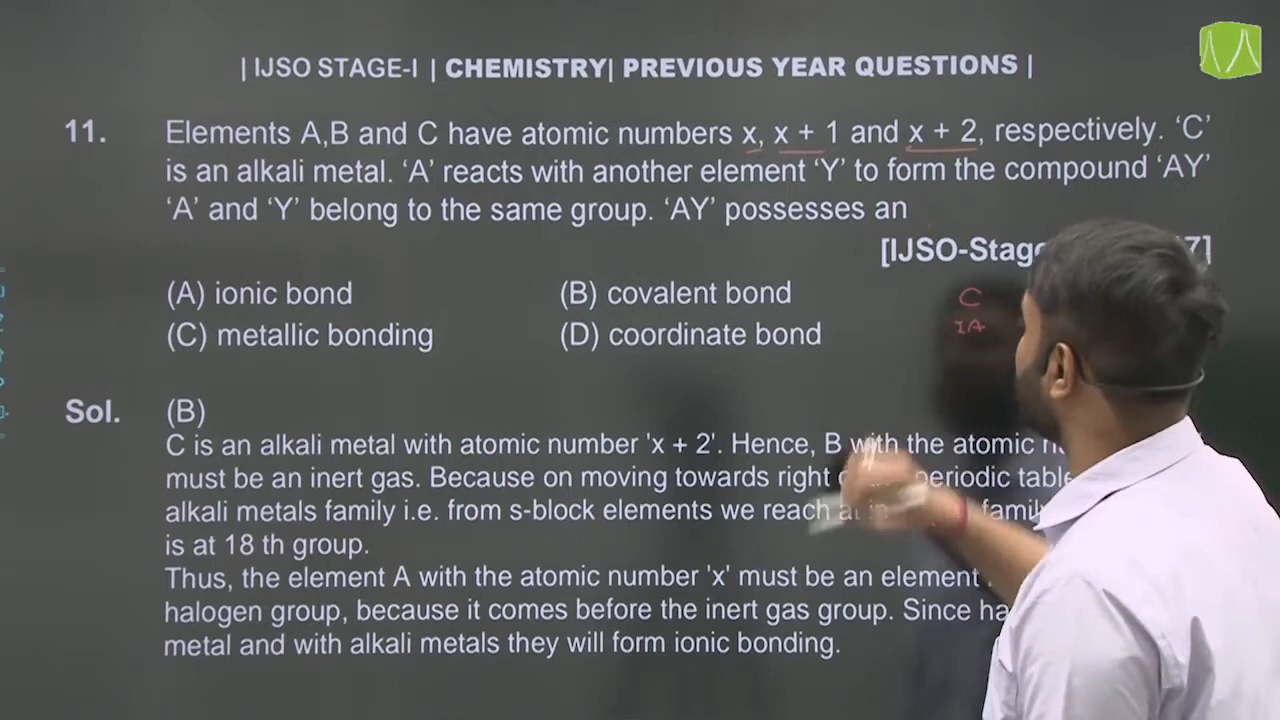 | IJSO STAGE-I | CHEMISTRY| PREVIOUS YEAR QUESTIONS |
11. Elements A,B and C have atomic numbers x, x + 1 and x + 2, respectively. ‘C’
is an alkali metal. ‘A’ reacts with another element ‘Y’ to form the compound ‘AY’
‘A’ and ‘Y’ belong to the same group. ‘AY’ possesses an
[IJSO-Stage 7]
(A) ionic bond (B) covalent bond
(C) metallic bonding (D) coordinate bond
C
IA
Sol. (B)
C is an alkali metal with atomic number 'x + 2'. Hence, B with the atomic
must be an inert gas. Because on moving towards right periodic table
alkali metals family i.e. from s-block elements we reach family
is at 18 th group.
Thus, the element A with the atomic number 'x' must be an element
halogen group, because it comes before the inert gas group. Since
metal and with alkali metals they will form ionic bonding.